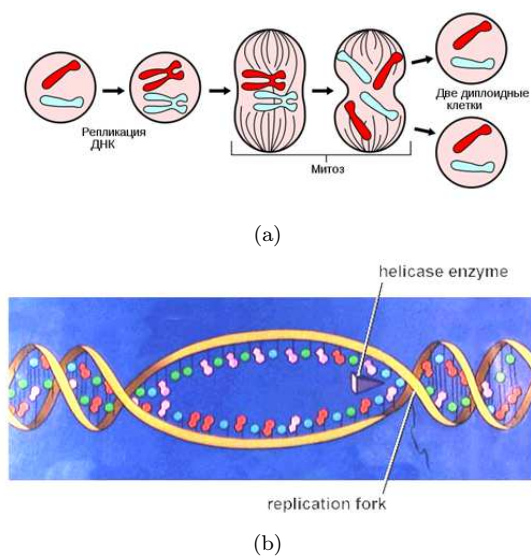 Репликация
ДНК
Митоз
Две диплоидные
клетки
(a)
helicase enzyme
replication fork
(b)